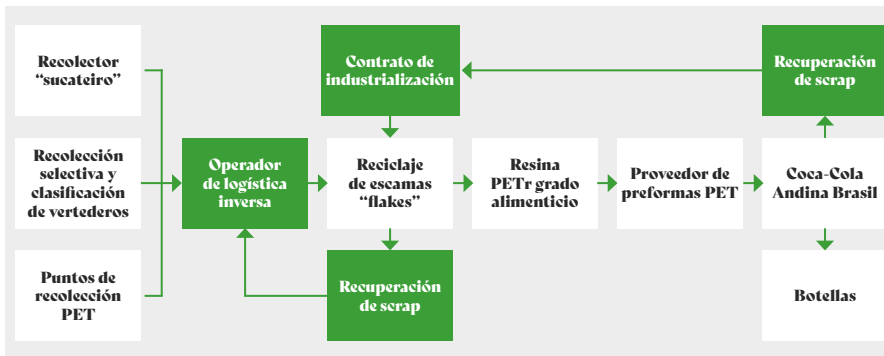 Recolector
“sucateiro”
Contrato de
industrialización
Recuperación
de scrap
Recolección
selectiva y
clasificación
de vertederos
Operador
de logística
inversa
Reciclaje
de escamas
“flakes”
Resina
PETr grado
alimenticio
Proveedor de
preformas PET
Coca-Cola
Andina Brasil
Puntos de
recolección
PET
Recuperación
de scrap
Botellas